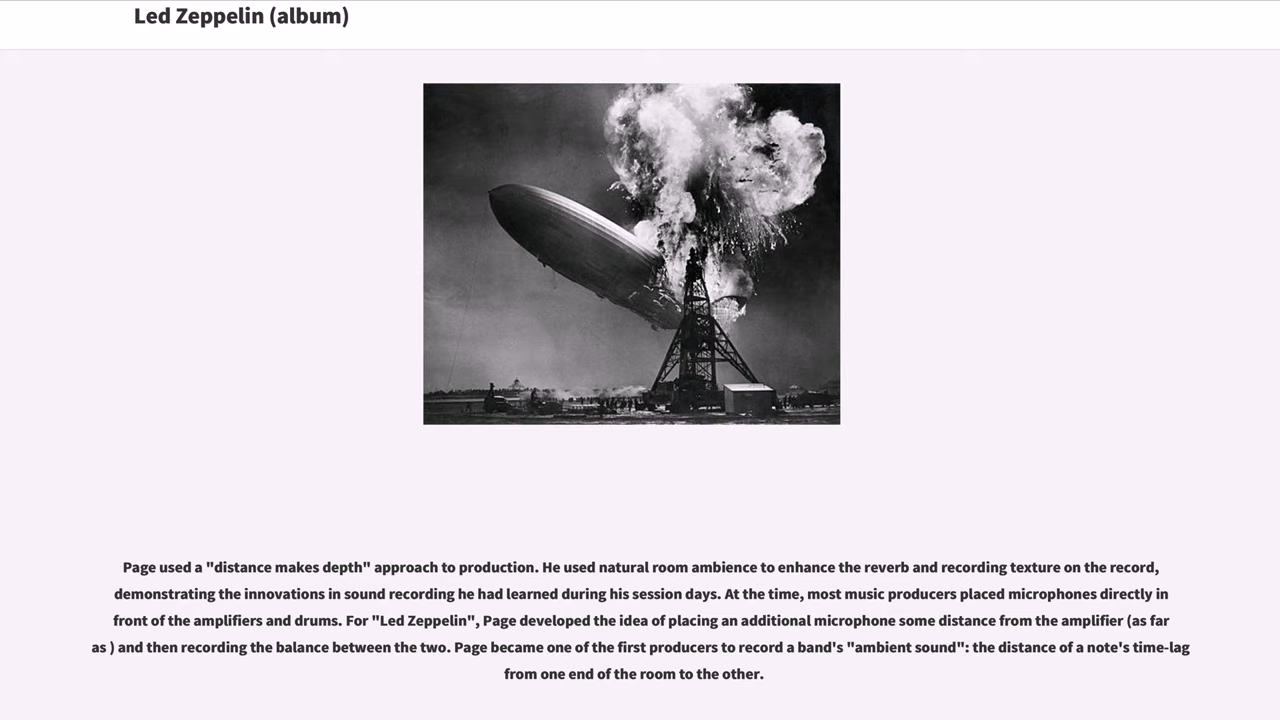 Led Zeppelin (album)
Page used a "distance makes depth" approach to production. He used natural room ambience to enhance the reverb and recording texture on the record,
demonstrating the innovations in sound recording he had learned during his session days. At the time, most music producers placed microphones directly in
front of the amplifiers and drums. For "Led Zeppelin", Page developed the idea of placing an additional microphone some distance from the amplifier (as far
as ) and then recording the balance between the two. Page became one of the first producers to record a band's "ambient sound": the distance of a note's time-lag
from one end of the room to the other.